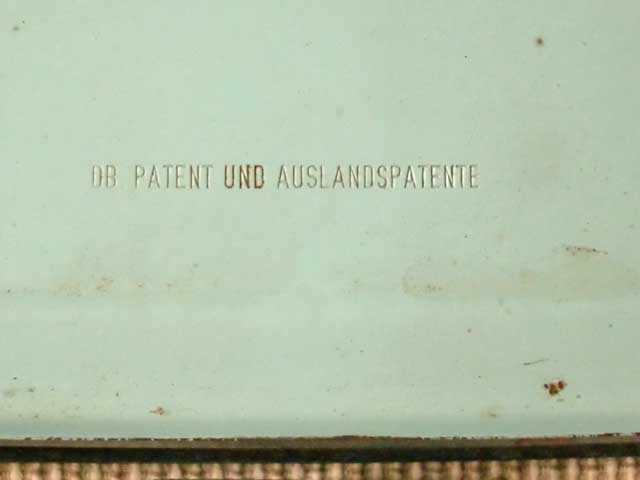 DB. PATENT UND AUSLANDSPATENTE